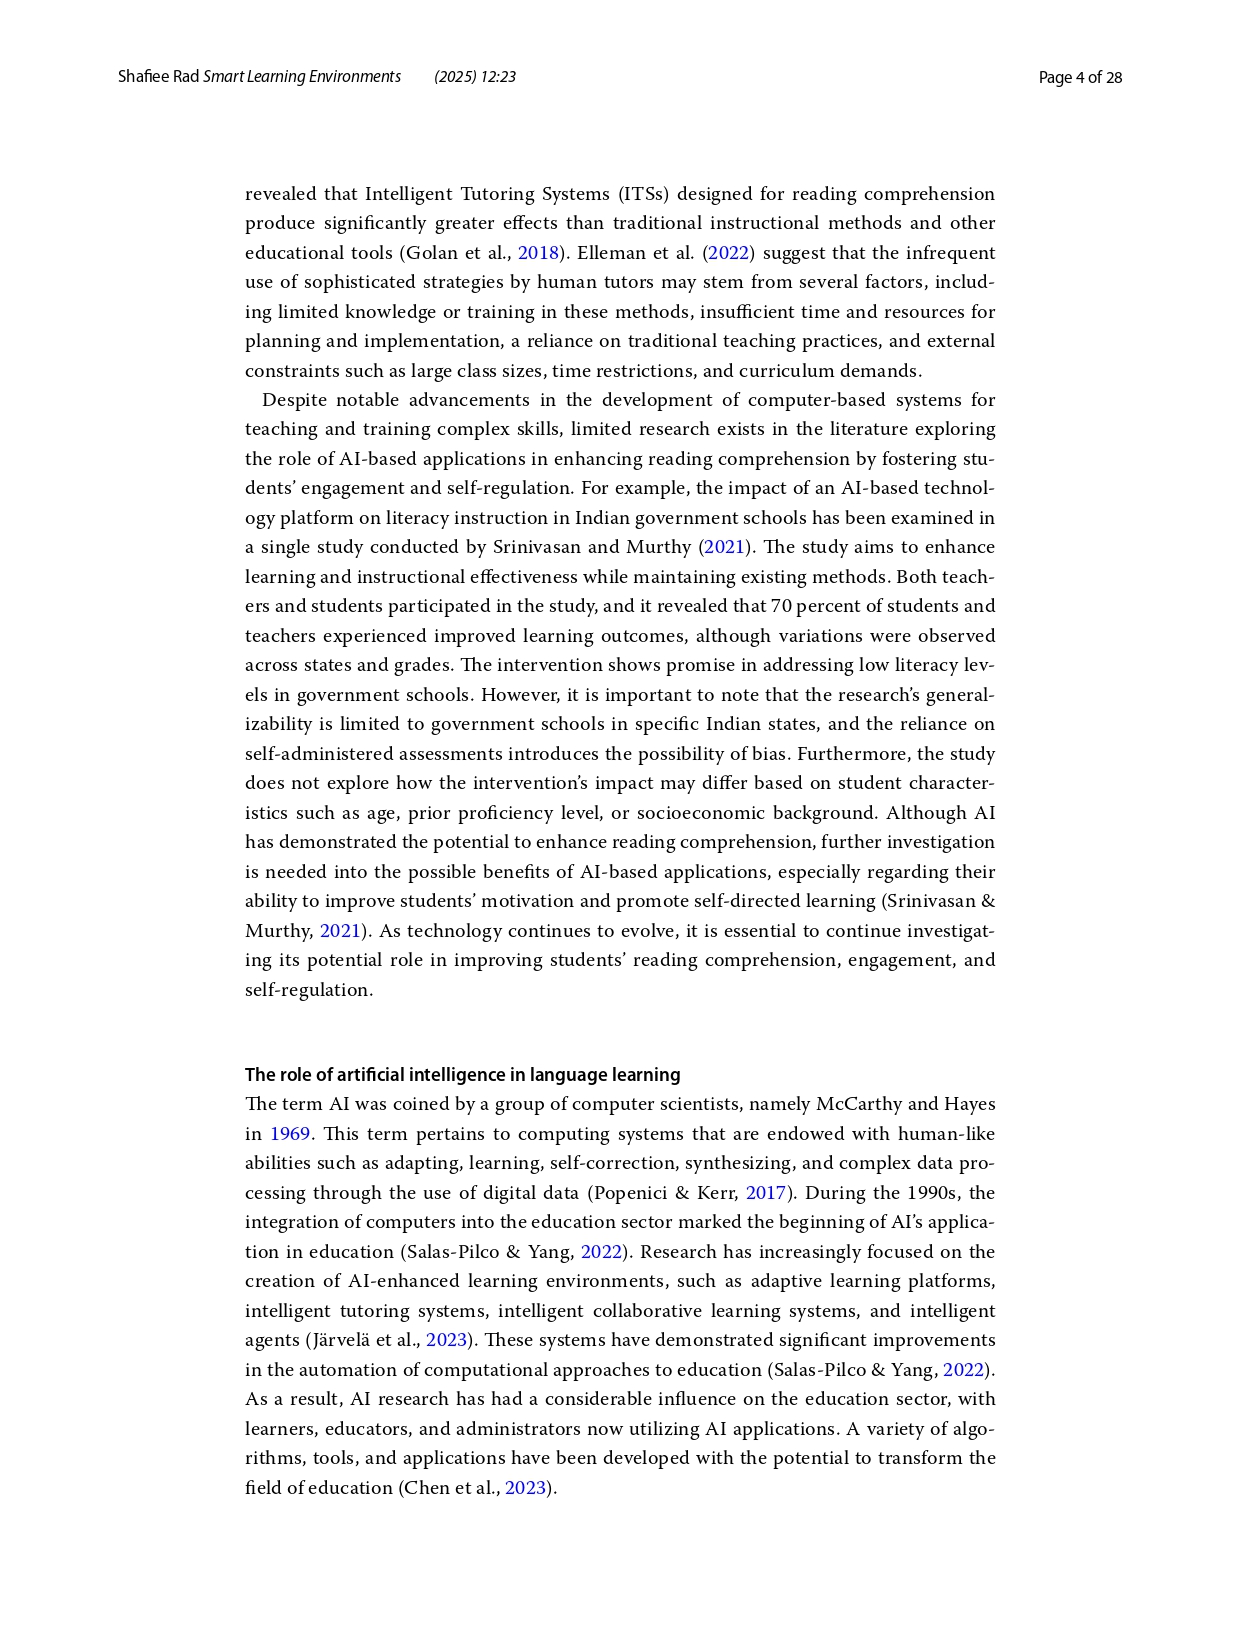 Shafiee Rad Smart Learning Environments (2025) 12:23
Page 4 of 28
revealed that Intelligent Tutoring Systems (ITSs) designed for reading comprehension
produce significantly greater effects than traditional instructional methods and other
educational tools (Golan et al., 2018). Elleman et al. (2022) suggest that the infrequent
use of sophisticated strategies by human tutors may stem from several factors, includ-
ing limited knowledge or training in these methods, insufficient time and resources for
planning and implementation, a reliance on traditional teaching practices, and external
constraints such as large class sizes, time restrictions, and curriculum demands.
Despite notable advancements in the development of computer-based systems for
teaching and training complex skills, limited research exists in the literature exploring
the role of AI-based applications in enhancing reading comprehension by fostering stu-
dents’ engagement and self-regulation. For example, the impact of an AI-based technol-
ogy platform on literacy instruction in Indian government schools has been examined in
a single study conducted by Srinivasan and Murthy (2021). The study aims to enhance
learning and instructional effectiveness while maintaining existing methods. Both teach-
ers and students participated in the study, and it revealed that 70 percent of students and
teachers experienced improved learning outcomes, although variations were observed
across states and grades. The intervention shows promise in addressing low literacy lev-
els in government schools. However, it is important to note that the research’s general-
izability is limited to government schools in specific Indian states, and the reliance on
self-administered assessments introduces the possibility of bias. Furthermore, the study
does not explore how the intervention’s impact may differ based on student character-
istics such as age, prior proficiency level, or socioeconomic background. Although AI
has demonstrated the potential to enhance reading comprehension, further investigation
is needed into the possible benefits of AI-based applications, especially regarding their
ability to improve students’ motivation and promote self-directed learning (Srinivasan &
Murthy, 2021). As technology continues to evolve, it is essential to continue investigat-
ing its potential role in improving students’ reading comprehension, engagement, and
self-regulation.
The role of artificial intelligence in language learning
The term AI was coined by a group of computer scientists, namely McCarthy and Hayes
in 1969. This term pertains to computing systems that are endowed with human-like
abilities such as adapting, learning, self-correction, synthesizing, and complex data pro-
cessing through the use of digital data (Popenici & Kerr, 2017). During the 1990s, the
integration of computers into the education sector marked the beginning of AI’s applica-
tion in education (Salas-Pilco & Yang, 2022). Research has increasingly focused on the
creation of AI-enhanced learning environments, such as adaptive learning platforms,
intelligent tutoring systems, intelligent collaborative learning systems, and intelligent
agents (Järvelä et al., 2023). These systems have demonstrated significant improvements
in the automation of computational approaches to education (Salas-Pilco & Yang, 2022).
As a result, AI research has had a considerable influence on the education sector, with
learners, educators, and administrators now utilizing AI applications. A variety of algo-
rithms, tools, and applications have been developed with the potential to transform the
field of education (Chen et al., 2023).